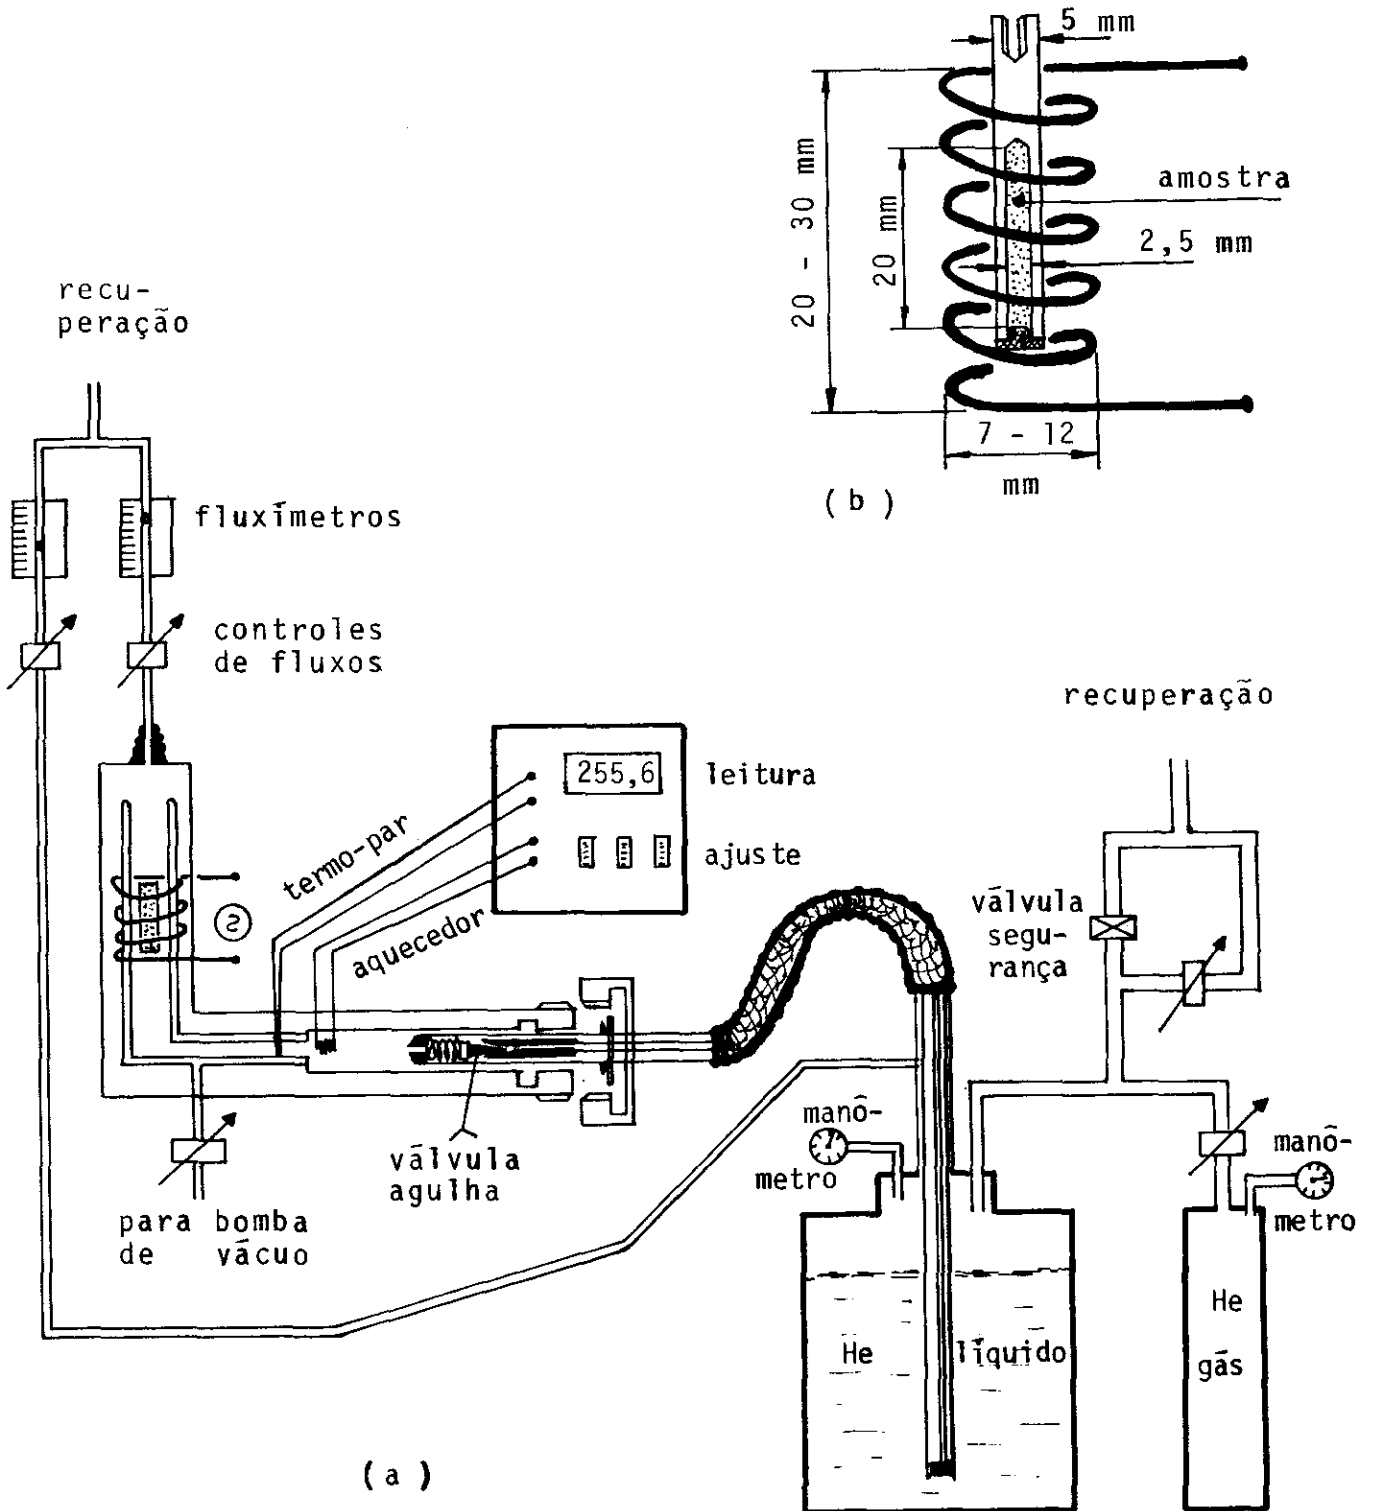 5 mm
20 - 30 mm
20 mm
amostra
2,5 mm
7 - 12
mm
( b )
recu-
peração
fluxímetros
controles
de fluxos
recuperação
255,6
leitura
ajuste
termo-par
aquecedor
válvula
segu-
rança
manô-
metro
manô-
metro
válvula
agulha
para bomba
de vácuo
He líquido
He
gás
( a )